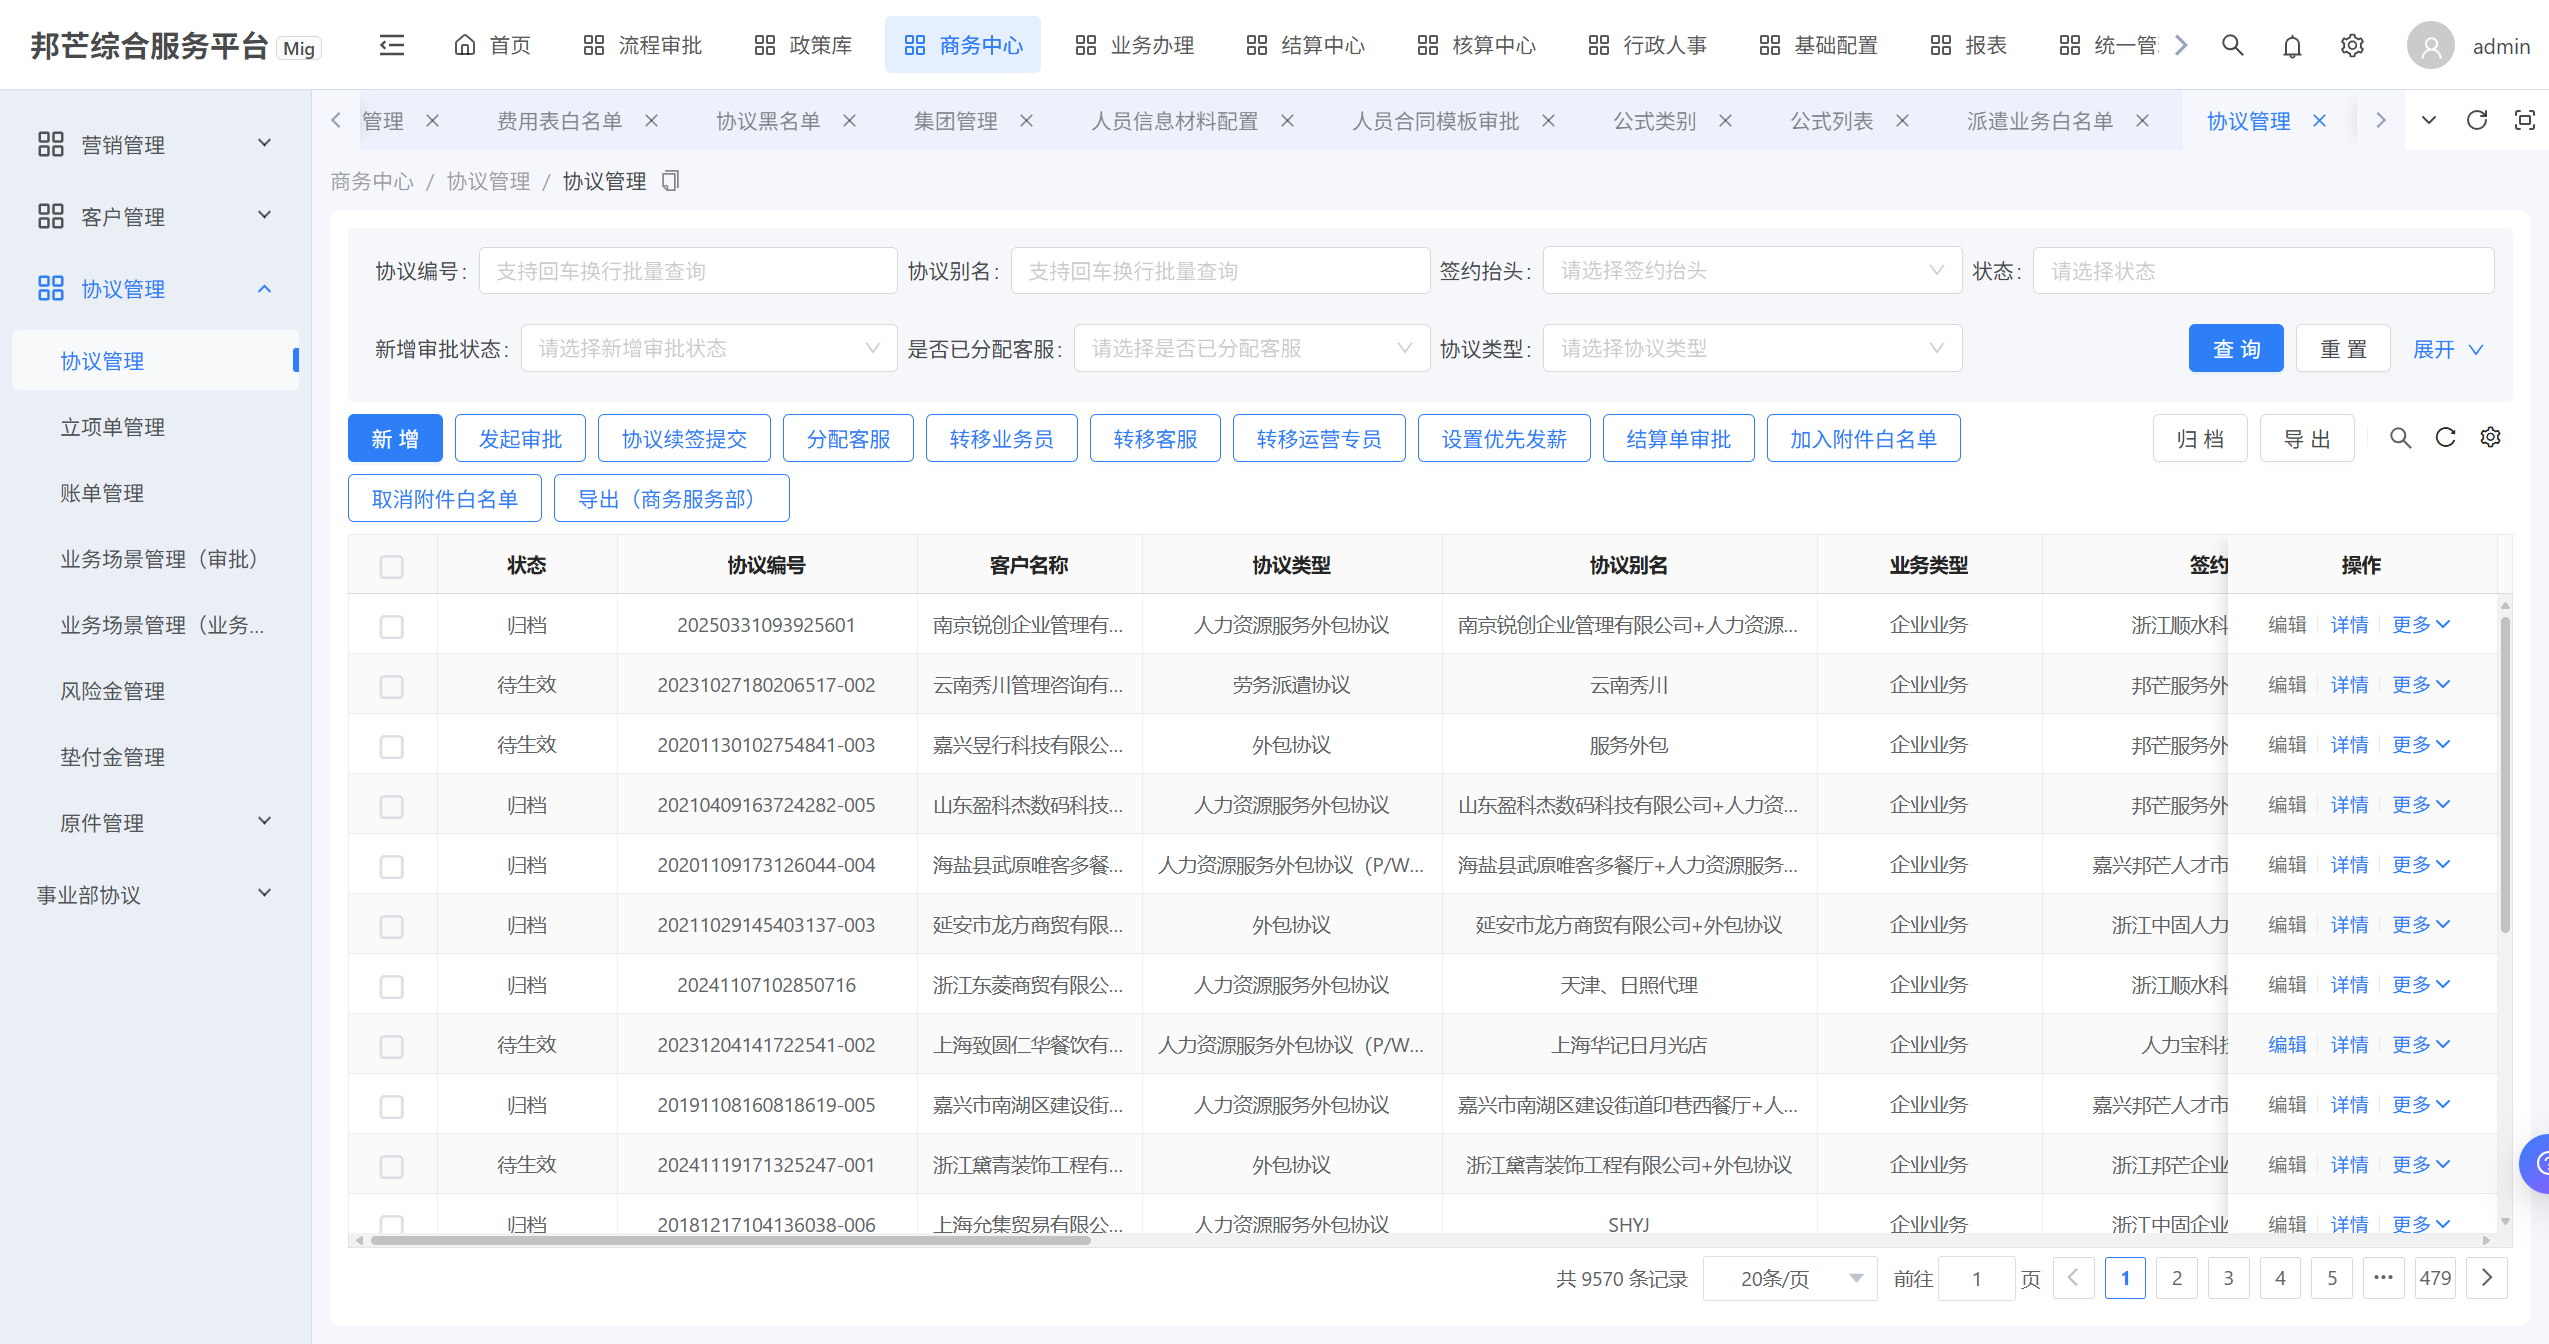 邦芒综合服务平台 Mig 首页 流程审批 政策库 商务中心 业务办理 结算中心 核算中心 行政人事 基础配置 报表 统一管 admin
管理 费用表白名单 协议黑名单 集团管理 人员信息材料配置 人员合同模板审批 公式类别 公式列表 派遣业务白名单 协议管理
商务中心 / 协议管理 / 协议管理
营销管理
客户管理
协议管理
协议管理
立项单管理
账单管理
业务场景管理（审批）
业务场景管理（业务...
风险金管理
垫付金管理
原件管理
事业部协议
协议编号: 支持回车换行批量查询 协议别名: 支持回车换行批量查询 签约抬头: 请选择签约抬头 状态: 请选择状态
新增审批状态: 请选择新增审批状态 是否已分配客服: 请选择是否已分配客服 协议类型: 请选择协议类型 查 询 重 置 展开
新 增 发起审批 协议续签提交 分配客服 转移业务员 转移客服 转移运营专员 设置优先发薪 结算单审批 加入附件白名单 归 档 导 出
取消附件白名单 导出（商务服务部）
状态 协议编号 客户名称 协议类型 协议别名 业务类型 签约 操作
归档 20250331093925601 南京锐创企业管理有... 人力资源服务外包协议 南京锐创企业管理有限公司+人力资源... 企业业务 浙江顺水科 编辑 详情 更多
待生效 20231027180206517-002 云南秀川管理咨询有... 劳务派遣协议 云南秀川 企业业务 邦芒服务外 编辑 详情 更多
待生效 20201130102754841-003 嘉兴昱行科技有限公... 外包协议 服务外包 企业业务 邦芒服务外 编辑 详情 更多
归档 20210409163724282-005 山东盈科杰数码科技... 人力资源服务外包协议 山东盈科杰数码科技有限公司+人力资... 企业业务 邦芒服务外 编辑 详情 更多
归档 20201109173126044-004 海盐县武原唯客多餐... 人力资源服务外包协议（P/W... 海盐县武原唯客多餐厅+人力资源服务... 企业业务 嘉兴邦芒人才市 编辑 详情 更多
归档 20211029145403137-003 延安市龙方商贸有限... 外包协议 延安市龙方商贸有限公司+外包协议 企业业务 浙江中固人力 编辑 详情 更多
归档 20241107102850716 浙江东菱商贸有限公... 人力资源服务外包协议 天津、日照代理 企业业务 浙江顺水科 编辑 详情 更多
待生效 20231204141722541-002 上海致圆仁华餐饮有... 人力资源服务外包协议（P/W... 上海华记日月光店 企业业务 人力宝科技 编辑 详情 更多
归档 20191108160818619-005 嘉兴市南湖区建设街... 人力资源服务外包协议 嘉兴市南湖区建设街道印巷西餐厅+人... 企业业务 嘉兴邦芒人才市 编辑 详情 更多
待生效 20241119171325247-001 浙江黛青装饰工程有... 外包协议 浙江黛青装饰工程有限公司+外包协议 企业业务 浙江邦芒企业 编辑 详情 更多
归档 20181217104136038-006 上海允集贸易有限公... 人力资源服务外包协议 SHYJ 企业业务 浙江中固企业 编辑 详情 更多
共 9570 条记录 20条/页 前往 1 页 1 2 3 4 5 ••• 479